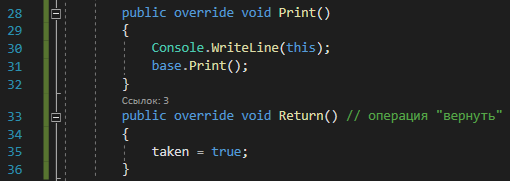 28 public override void Print()
29 {
30 Console.WriteLine(this);
31 base.Print();
32 }
Ссылок: 3
33 public override void Return() // операция "вернуть"
34 {
35 taken = true;
36 }